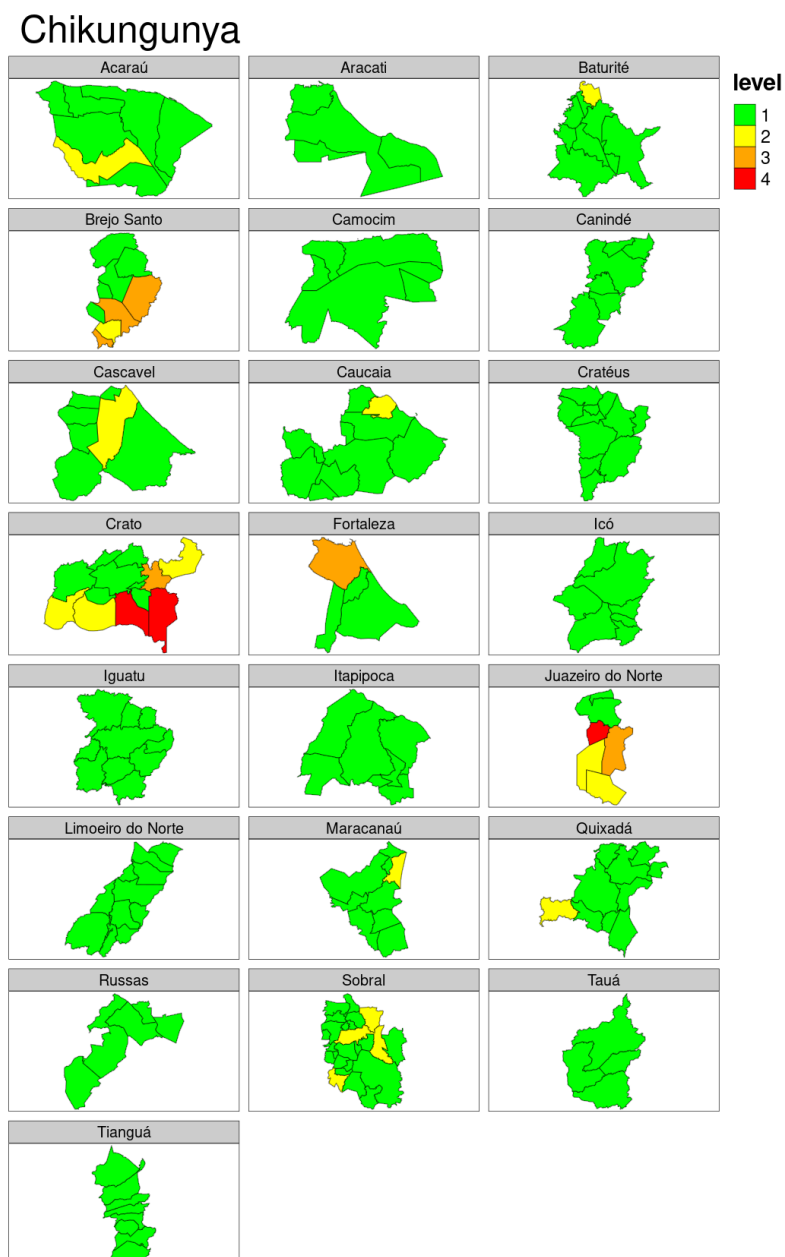 Chikungunya
Acaraú
Aracati
Baturité
level
1
2
3
4
Brejo Santo
Camocim
Canindé
Cascavel
Caucaia
Cratéus
Crato
Fortaleza
Icó
Iguatu
Itapipoca
Juazeiro do Norte
Limoeiro do Norte
Maracanaú
Quixadá
Russas
Sobral
Tauá
Tianguá